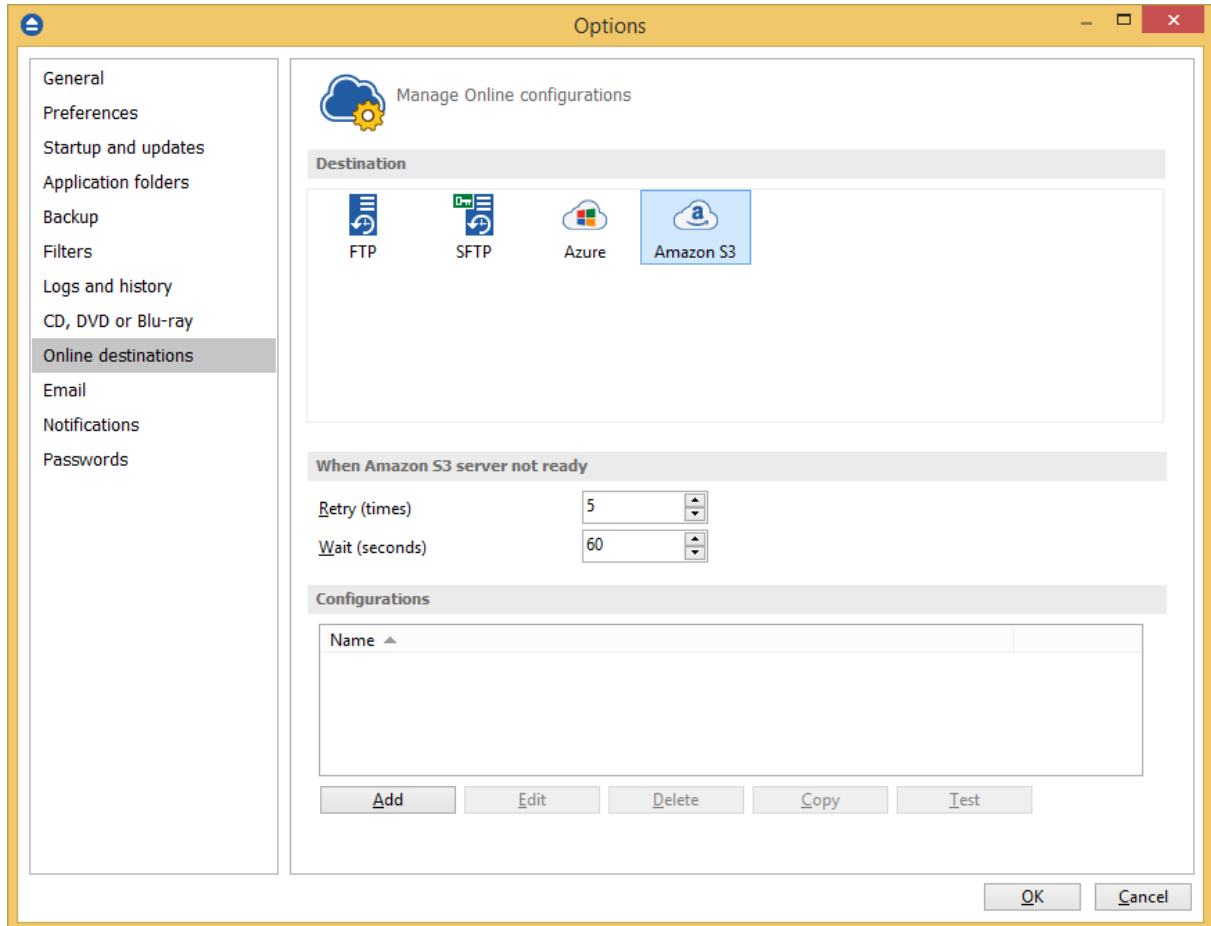 Options
General
Preferences
Startup and updates
Application folders
Backup
Filters
Logs and history
CD, DVD or Blu-ray
Online destinations
Email
Notifications
Passwords
Manage Online configurations
Destination
FTP SFTP Azure Amazon S3
When Amazon S3 server not ready
Retry (times) 5
Wait (seconds) 60
Configurations
Name
Add Edit Delete Copy Test
OK Cancel